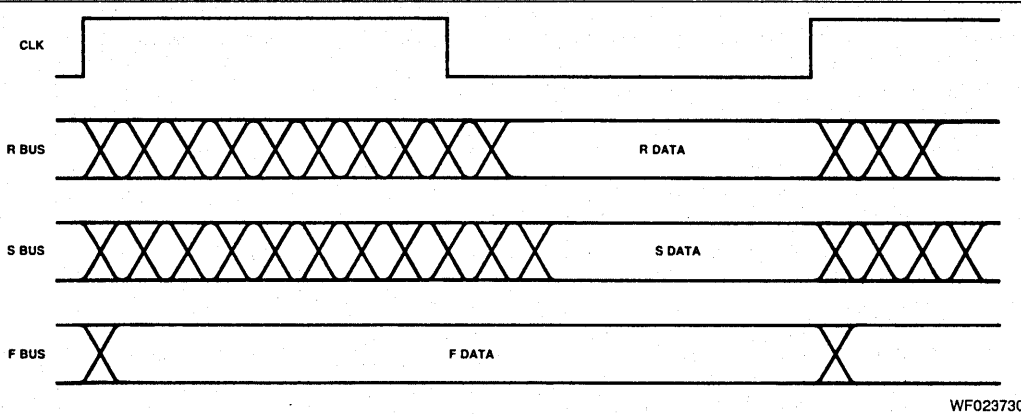 CLK
R BUS
R DATA
S BUS
S DATA
F BUS
F DATA
WF023730